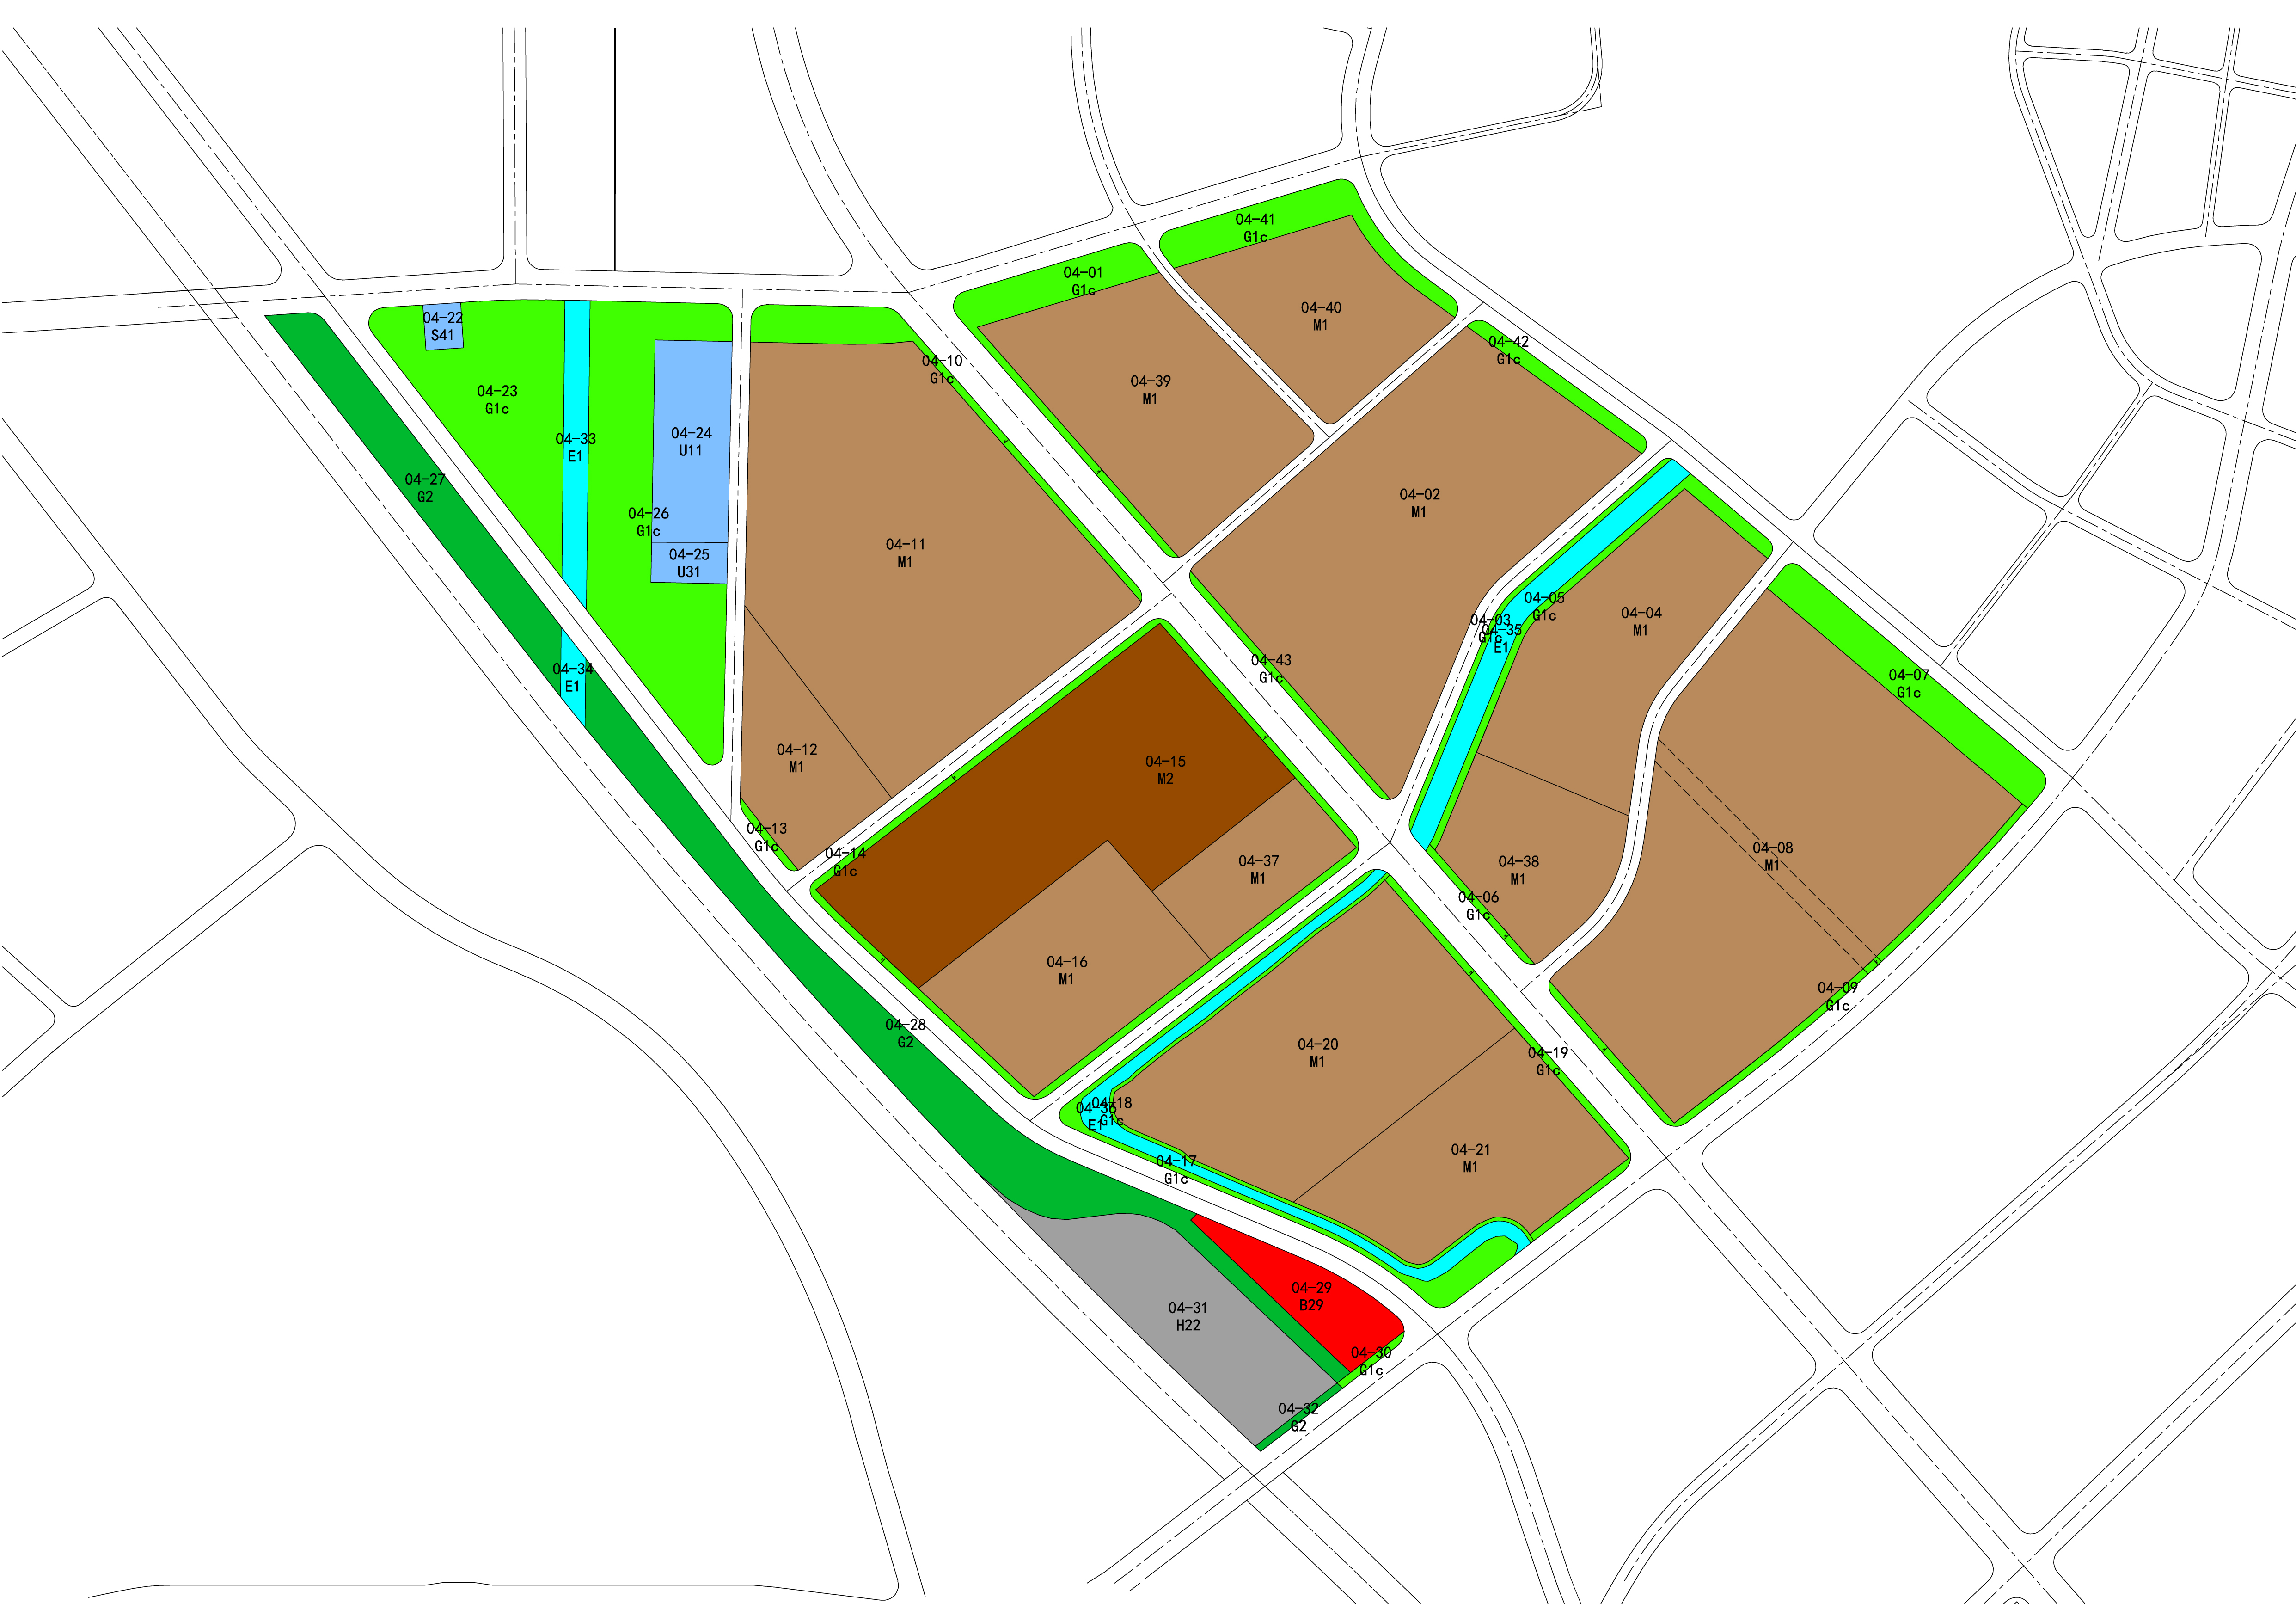 04-41
G1c
04-01
G1c
04-22
S41
04-40
M1
04-42
G1c
04-10
G1c
04-39
M1
04-23
G1c
04-33
E1
04-24
U11
04-27
G2
04-02
M1
04-26
G1c
04-11
M1
04-25
U31
04-05
G1c
04-04
M1
04-03
G1c
04-35
E1
04-43
G1c
04-34
E1
04-07
G1c
04-12
M1
04-15
M2
04-13
G1c
04-14
G1c
04-37
M1
04-38
M1
04-08
M1
04-06
G1c
04-16
M1
04-09
G1c
04-28
G2
04-20
M1
04-19
G1c
04-36
E1
04-18
G1c
04-17
G1c
04-21
M1
04-29
B29
04-31
H22
04-30
G1c
04-32
G2